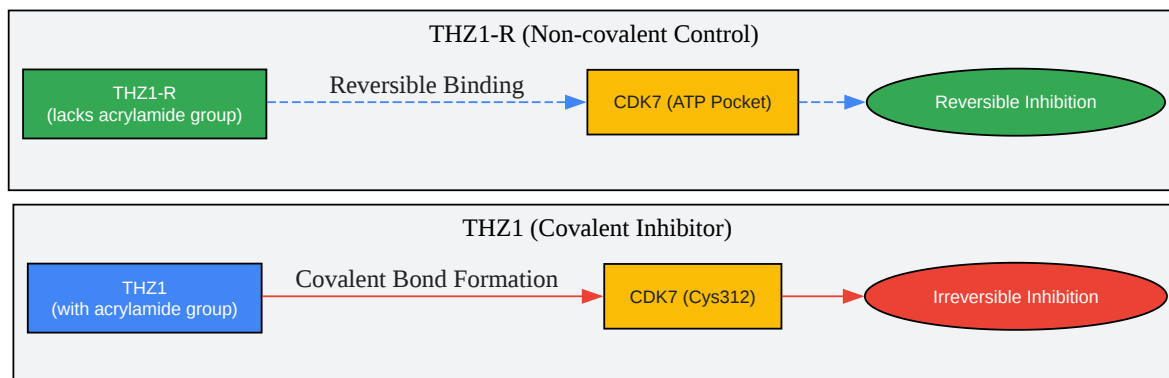 THZ1-R (Non-covalent Control)
THZ1-R
(lacks acrylamide group)
Reversible Binding
CDK7 (ATP Pocket)
Reversible Inhibition
THZ1 (Covalent Inhibitor)
THZ1
(with acrylamide group)
Covalent Bond Formation
CDK7 (Cys312)
Irreversible Inhibition